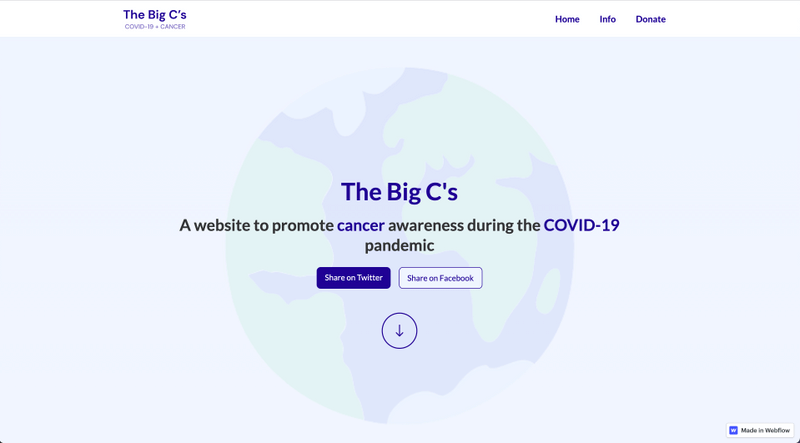 The Big C's
COVID-19 + CANCER
Home
Info
Donate
The Big C's
A website to promote cancer awareness during the COVID-19
pandemic
Share on Twitter
Share on Facebook
Made in Webflow